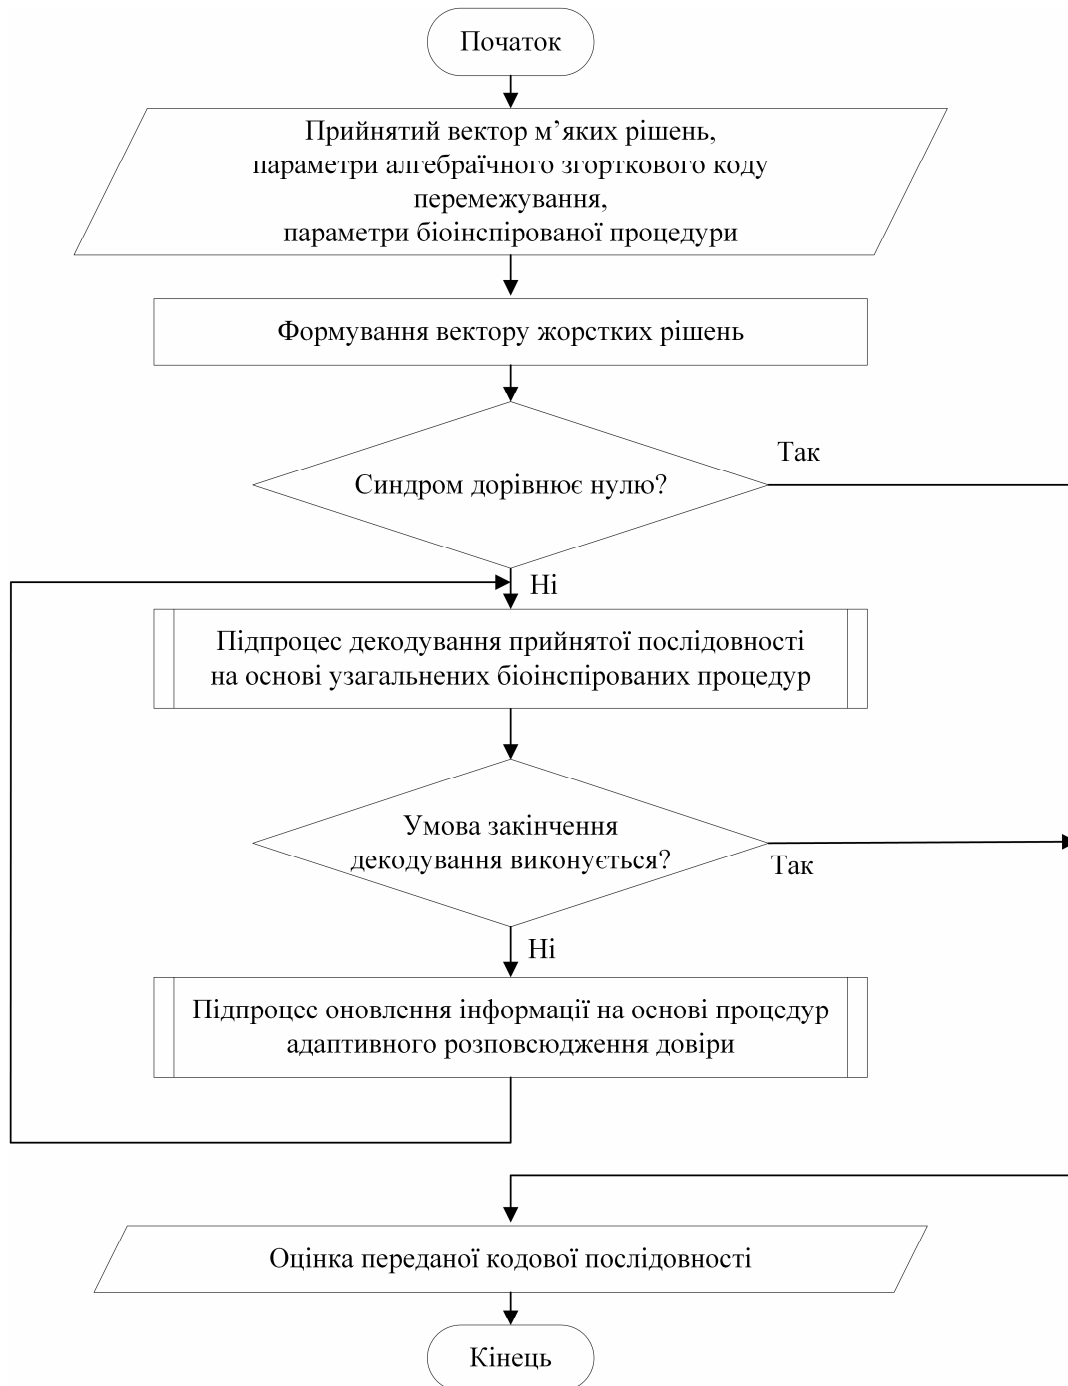 Початок
Прийнятий вектор м’яких рішень,
параметри алгебраїчного згорткового коду
перемежування,
параметри біоінспірованої процедури
Формування вектору жорстких рішень
Так
Синдром дорівнює нулю?
Ні
Підпроцес декодування прийнятої послідовності
на основі узагальнених біоінспірованих процедур
Умова закінчення
декодування виконується?
Так
Ні
Підпроцес оновлення інформації на основі процедур
адаптивного розповсюдження довіри
Оцінка переданої кодової послідовності
Кінець